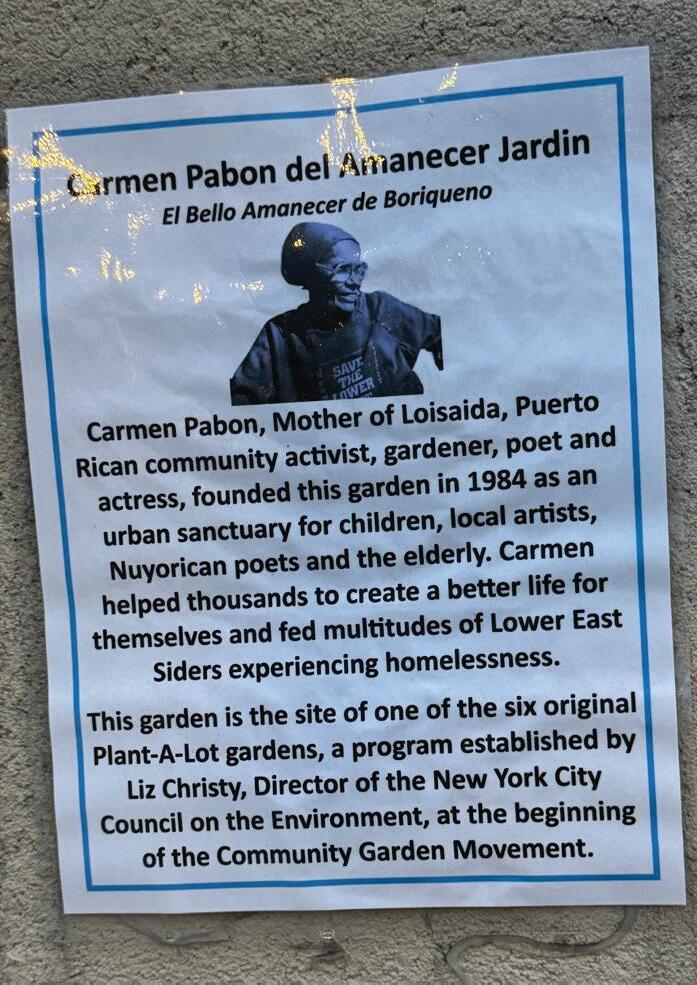 Carmen Pabon del Amanecer Jardin
El Bello Amanecer de Boriqueno
SAVE
THE
LOWER
Carmen Pabon, Mother of Loisaida, Puerto
Rican community activist, gardener, poet and
actress, founded this garden in 1984 as an
urban sanctuary for children, local artists,
Nuyorican poets and the elderly. Carmen
helped thousands to create a better life for
themselves and fed multitudes of Lower East
Siders experiencing homelessness.
This garden is the site of one of the six original
Plant-A-Lot gardens, a program established by
Liz Christy, Director of the New York City
Council on the Environment, at the beginning
of the Community Garden Movement.